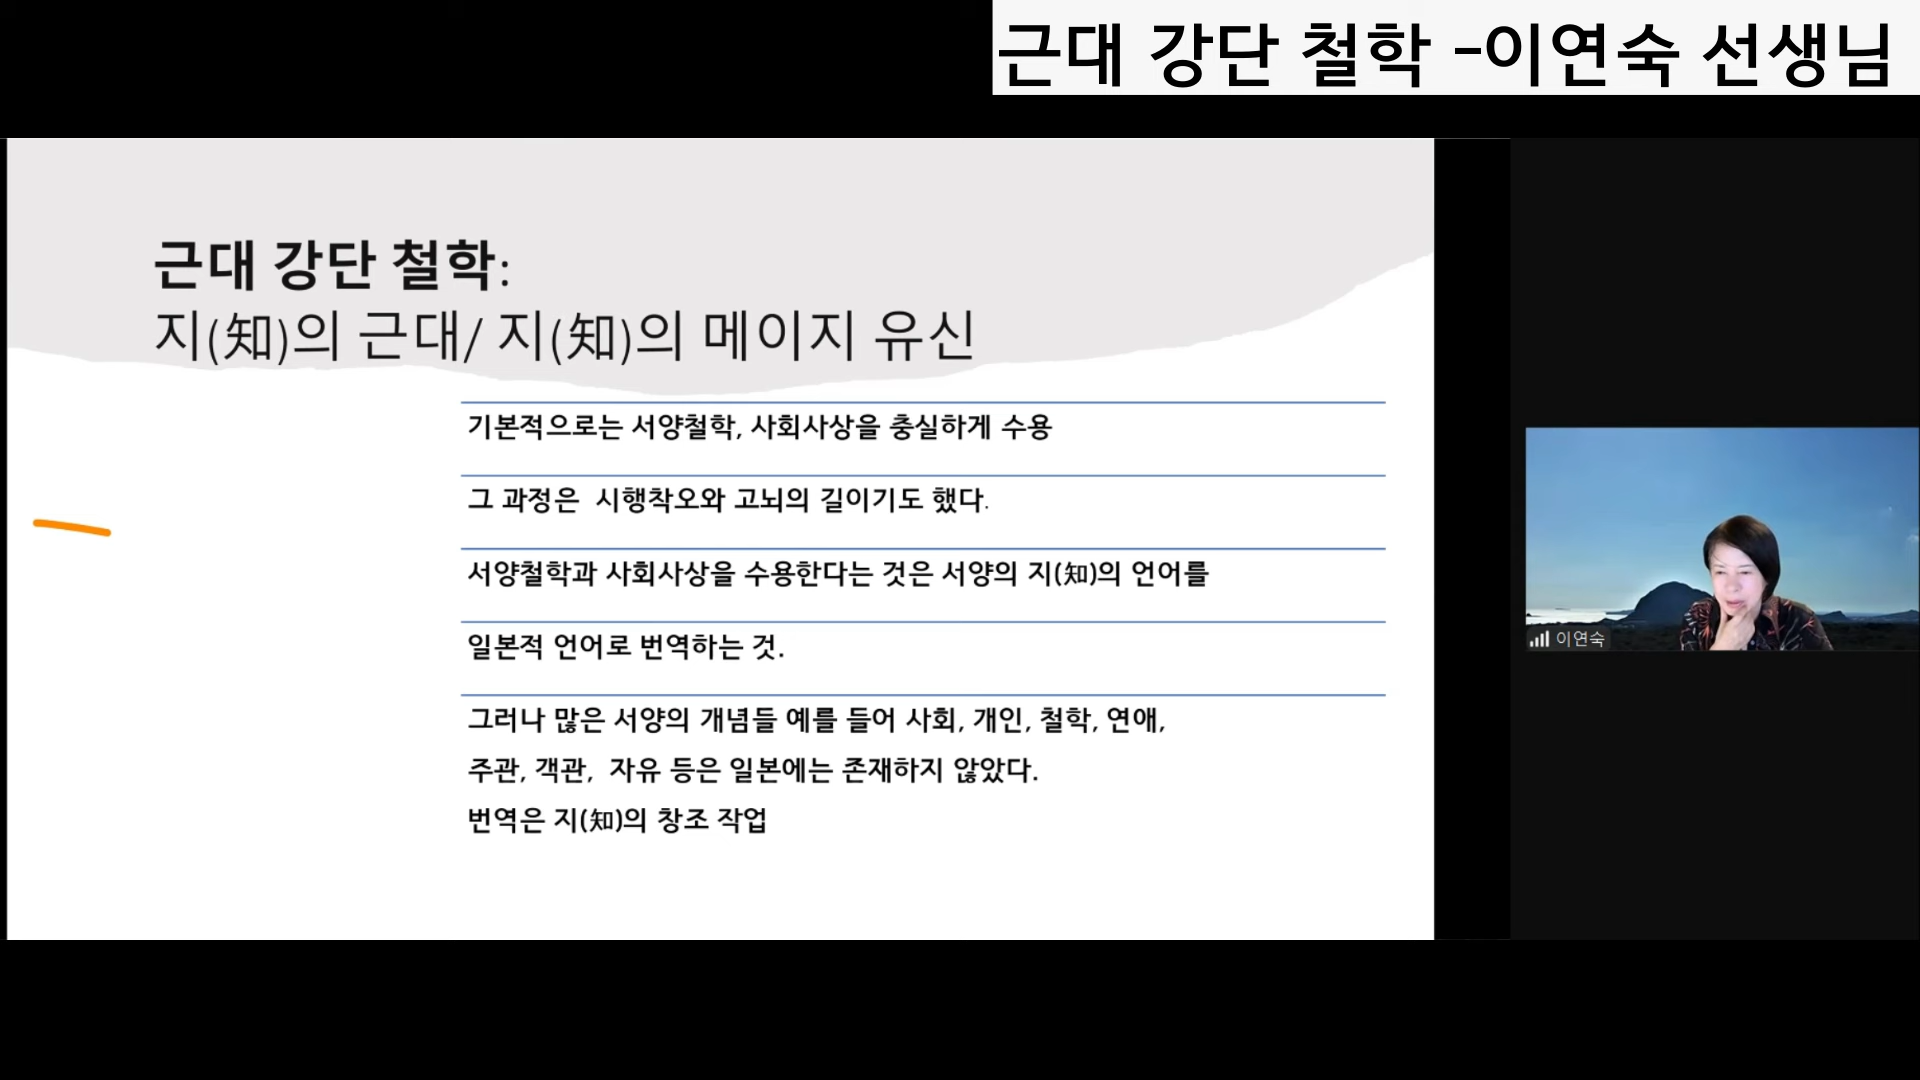 근대 강단 철학 -이연숙 선생님
근대 강단 철학:
지(知)의 근대/ 지(知)의 메이지 유신
기본적으로는 서양철학, 사회사상을 충실하게 수용
그 과정은 시행착오와 고뇌의 길이기도 했다.
서양철학과 사회사상을 수용한다는 것은 서양의 지(知)의 언어를
일본적 언어로 번역하는 것.
그러나 많은 서양의 개념들 예를 들어 사회, 개인, 철학, 연애,
주관, 객관, 자유 등은 일본에는 존재하지 않았다.
번역은 지(知)의 창조 작업
이연숙